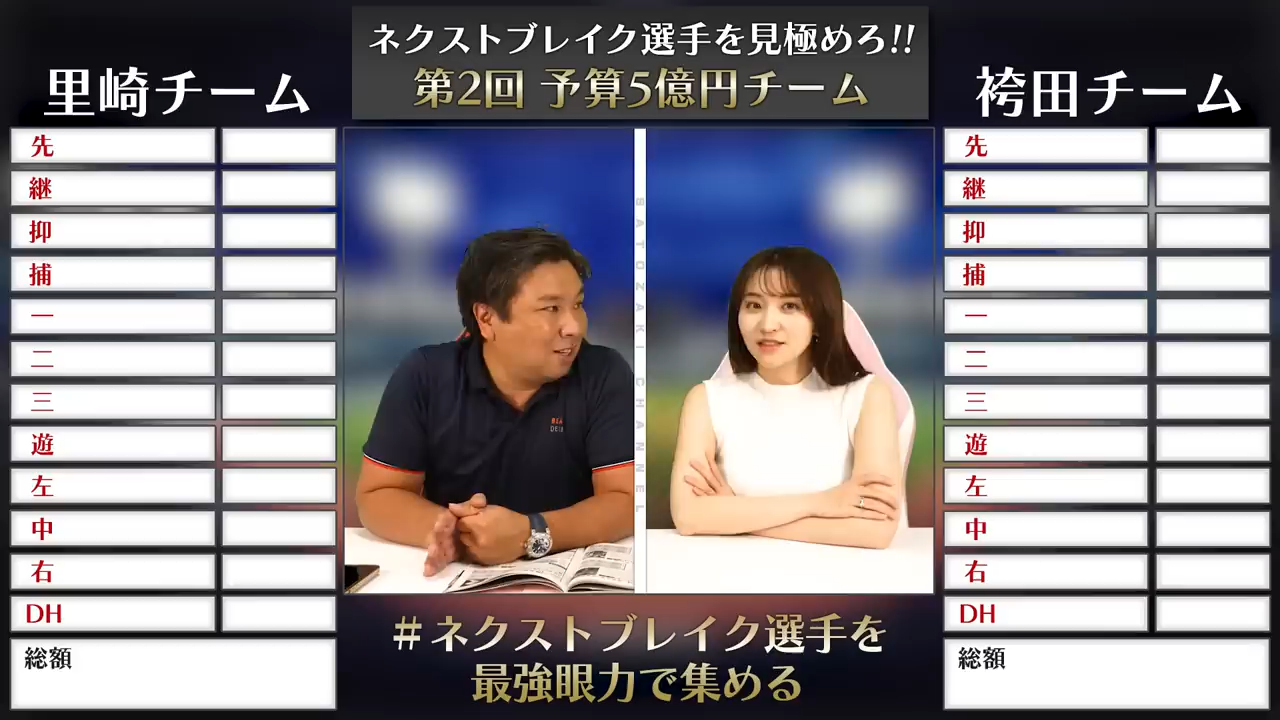 ネクストブレイク選手を見極めろ!!
第2回 予算5億円チーム
里崎チーム
先
継
抑
捕
一
二
三
遊
左
中
右
DH
総額
SATOZAKI CHANNEL
袴田チーム
先
継
抑
捕
一
二
三
遊
左
中
右
DH
総額
#ネクストブレイク選手を
最強眼力で集める